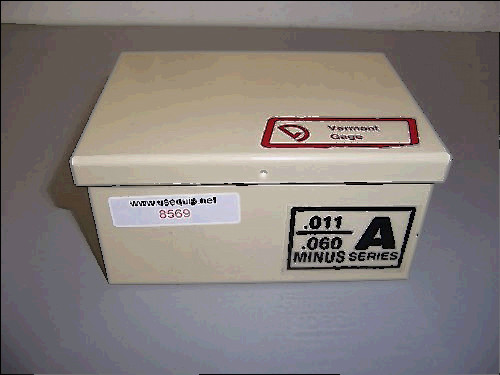 Vermont
Gage
www.usequip.net
8569
.011
.060
A
MINUS SERIES